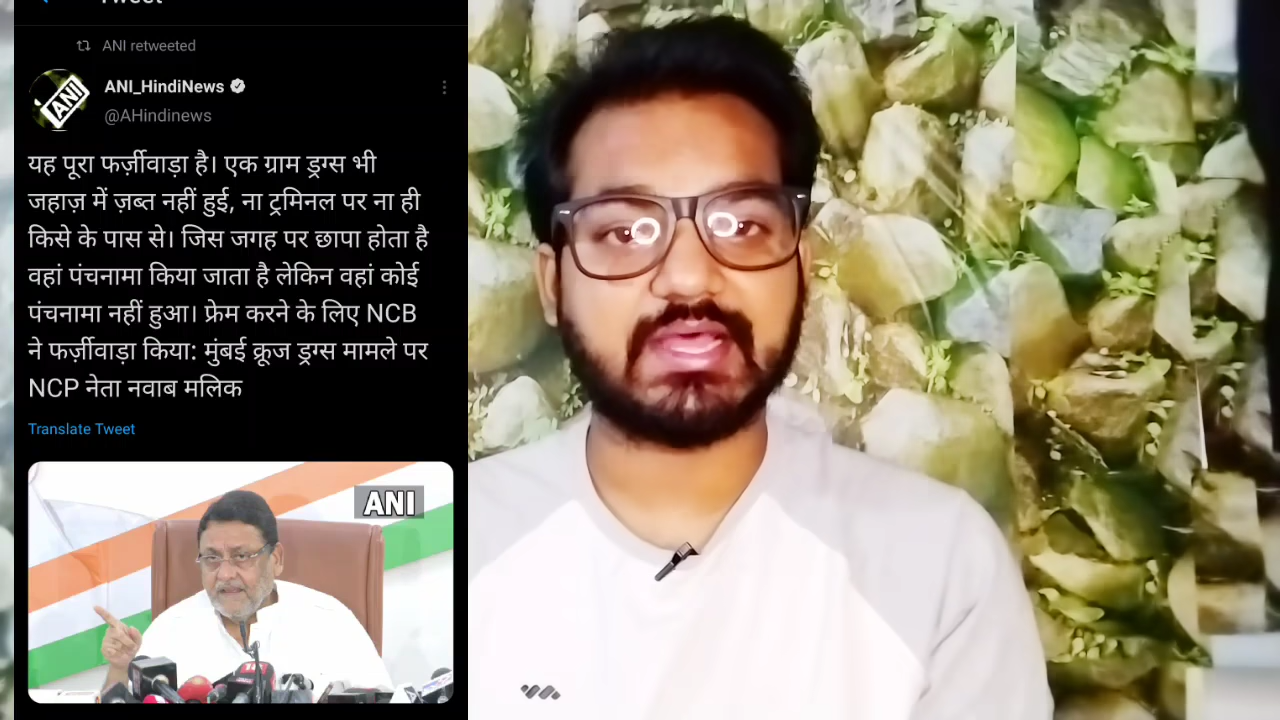 Tweet
ANI retweeted
ANI
ANI_HindiNews
@AHindinews
यह पूरा फर्ज़ीवाड़ा है। एक ग्राम ड्रग्स भी
जहाज़ में ज़ब्त नहीं हुई, ना ट्रमिनल पर ना ही
किसे के पास से। जिस जगह पर छापा होता है
वहां पंचनामा किया जाता है लेकिन वहां कोई
पंचनामा नहीं हुआ। फ्रेम करने के लिए NCB
ने फर्ज़ीवाड़ा किया: मुंबई क्रूज ड्रग्स मामले पर
NCP नेता नवाब मलिक
Translate Tweet
ANI